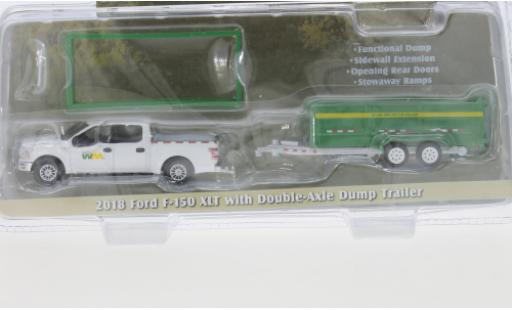 •Functional Dump
•Sidewall Extension
•Opening Rear Doors
•Stowaway Ramps
WM
2018 Ford F-150 XLT with Double-Axle Dump Trailer